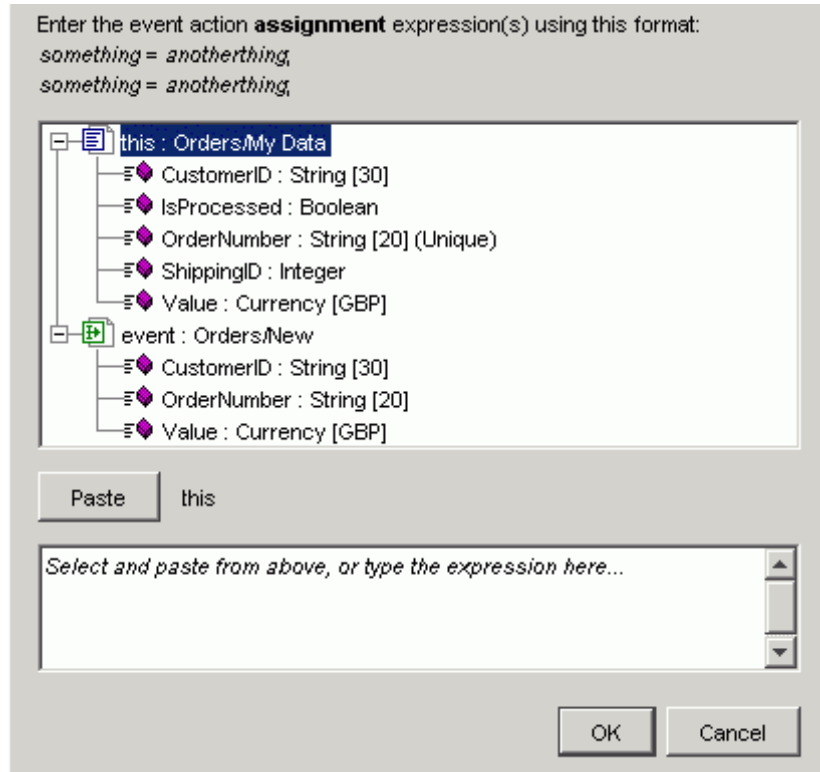 Enter the event action assignment expression(s) using this format:
something = anotherthing;
something = anotherthing;
this : Orders/My Data
CustomerID : String [30]
IsProcessed : Boolean
OrderNumber : String [20] (Unique)
ShippingID : Integer
Value : Currency [GBP]
event : Orders/New
CustomerID : String [30]
OrderNumber : String [20]
Value : Currency [GBP]
Paste this
Select and paste from above, or type the expression here...
OK Cancel